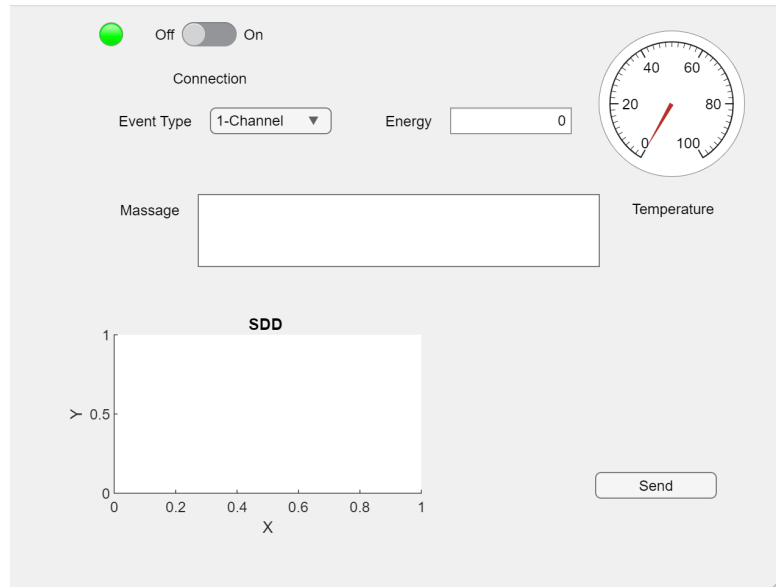 Off On
Connection
Event Type 1-Channel Energy 0
0 20 40 60 80 100
Massage
Temperature
SDD
1
0.5
0
Y
0 0.2 0.4 0.6 0.8 1
X
Send